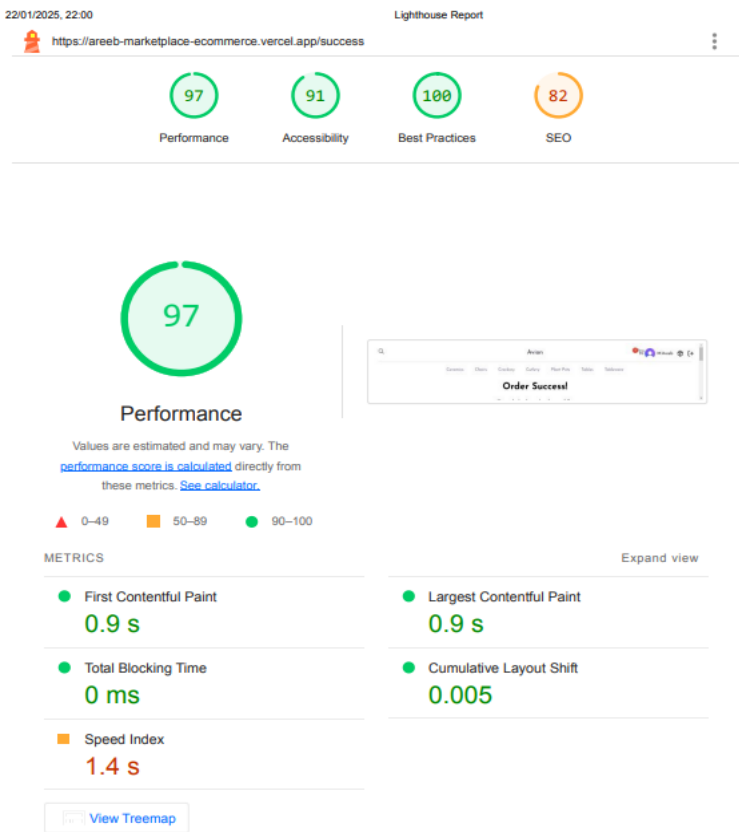 22/01/2025, 22:00 Lighthouse Report
https://areeb-marketplace-ecommerce.vercel.app/success
97 91 100 82
Performance Accessibility Best Practices SEO
97
Avion
Order Success!
Performance
Values are estimated and may vary. The
performance score is calculated directly from
these metrics. See calculator.
0–49 50–89 90–100
METRICS Expand view
First Contentful Paint
0.9 s
Largest Contentful Paint
0.9 s
Total Blocking Time
0 ms
Cumulative Layout Shift
0.005
Speed Index
1.4 s
View Treemap